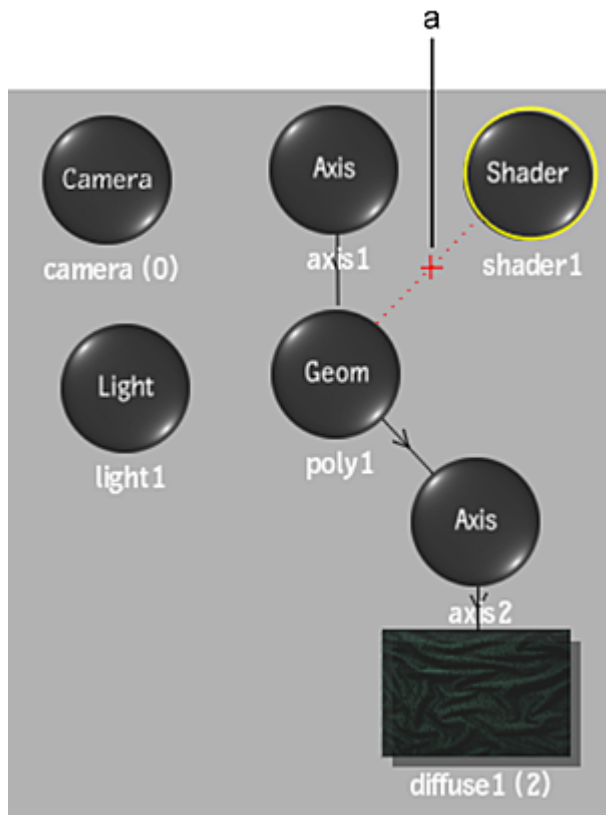 a
Camera
camera (0)
Axis
axis1
Shader
shader1
Light
light1
Geom
poly1
Axis
axis2
diffuse1 (2)